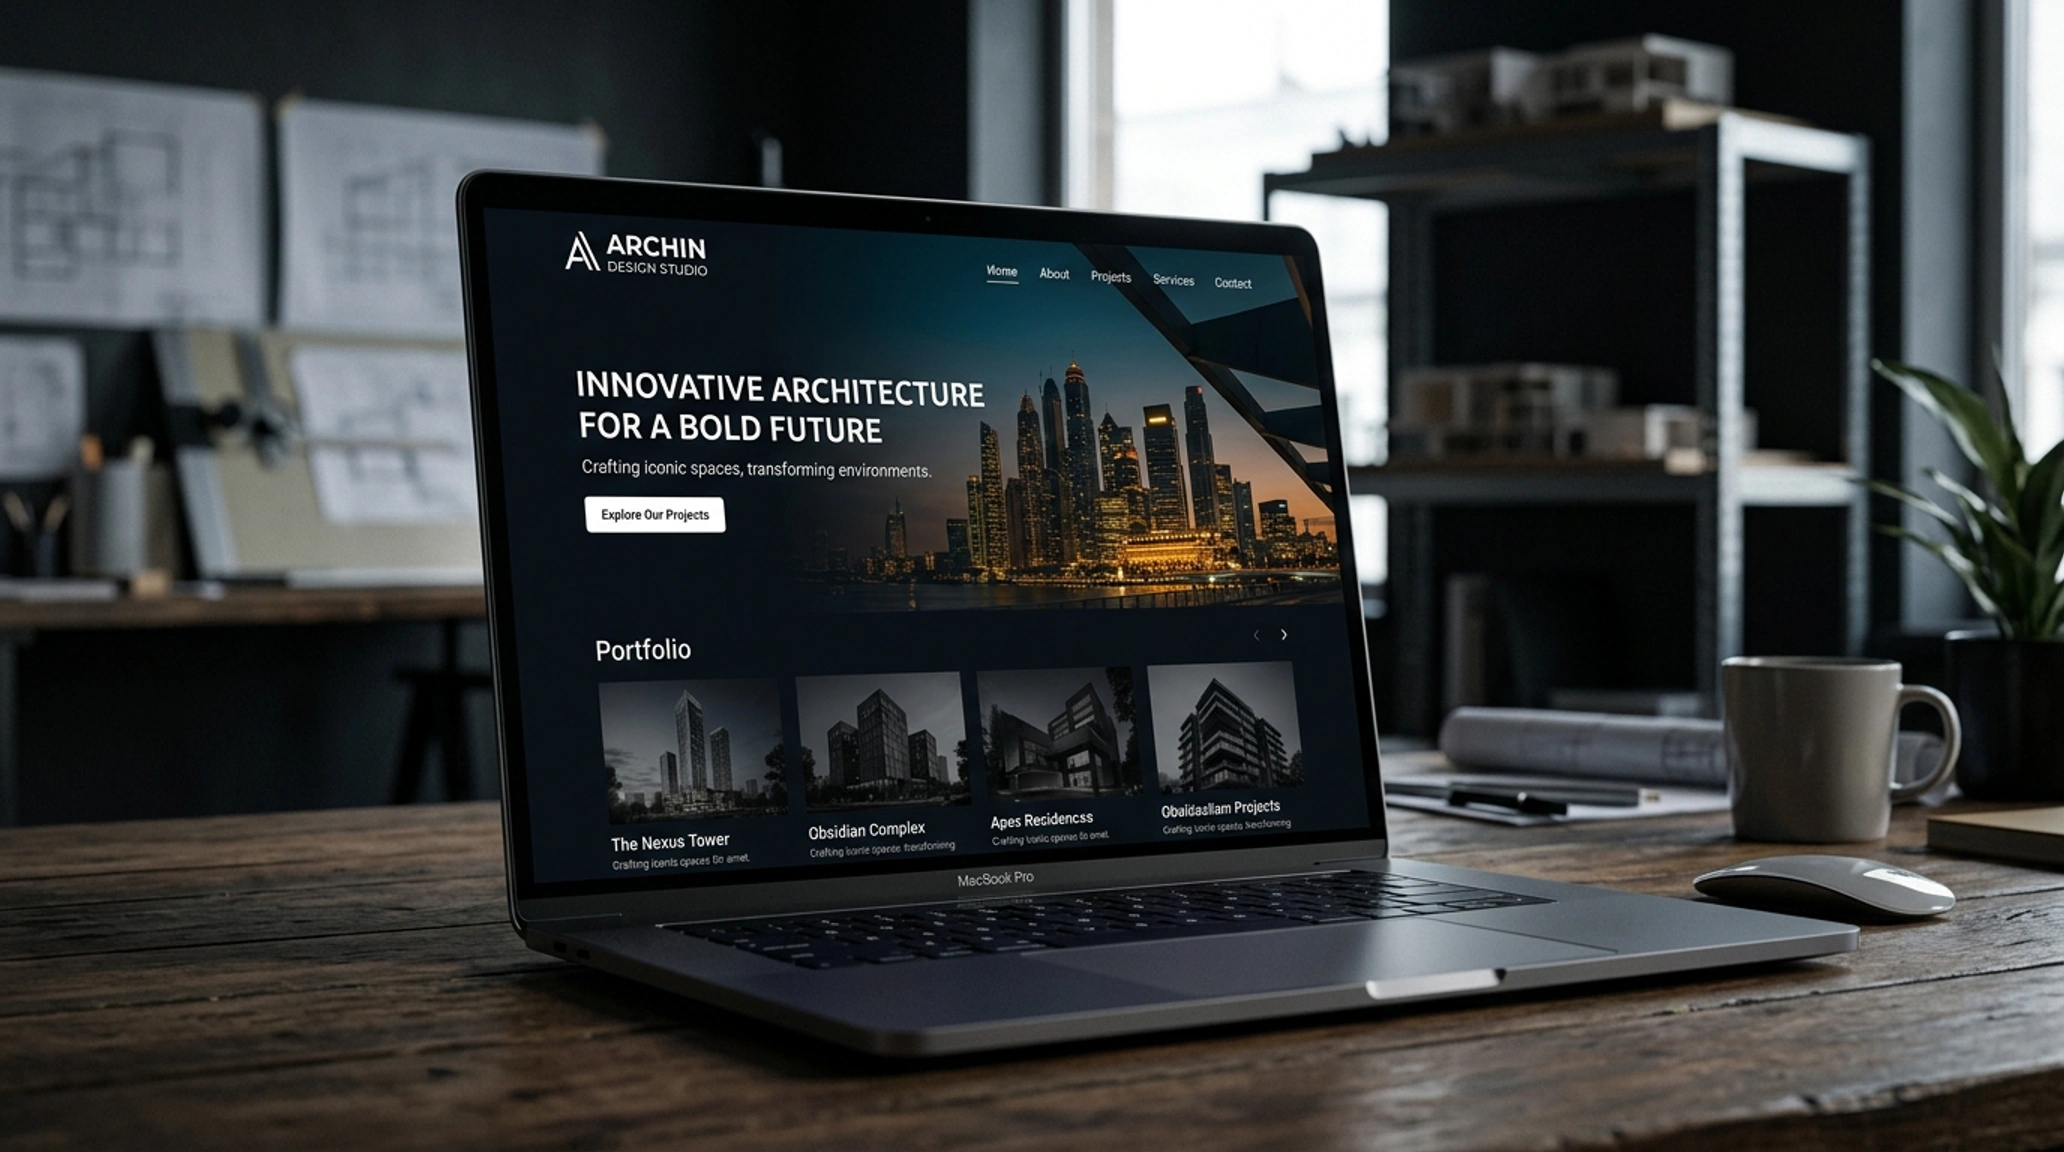 ARCHIN
DESIGN STUDIO
Home About Projects Services Contact
INNOVATIVE ARCHITECTURE
FOR A BOLD FUTURE
Crafting iconic spaces, transforming environments.
Explore Our Projects
Portfolio
The Nexus Tower
Obsidian Complex
Apes Residencss
Projects
Crafting
MacBook Pro